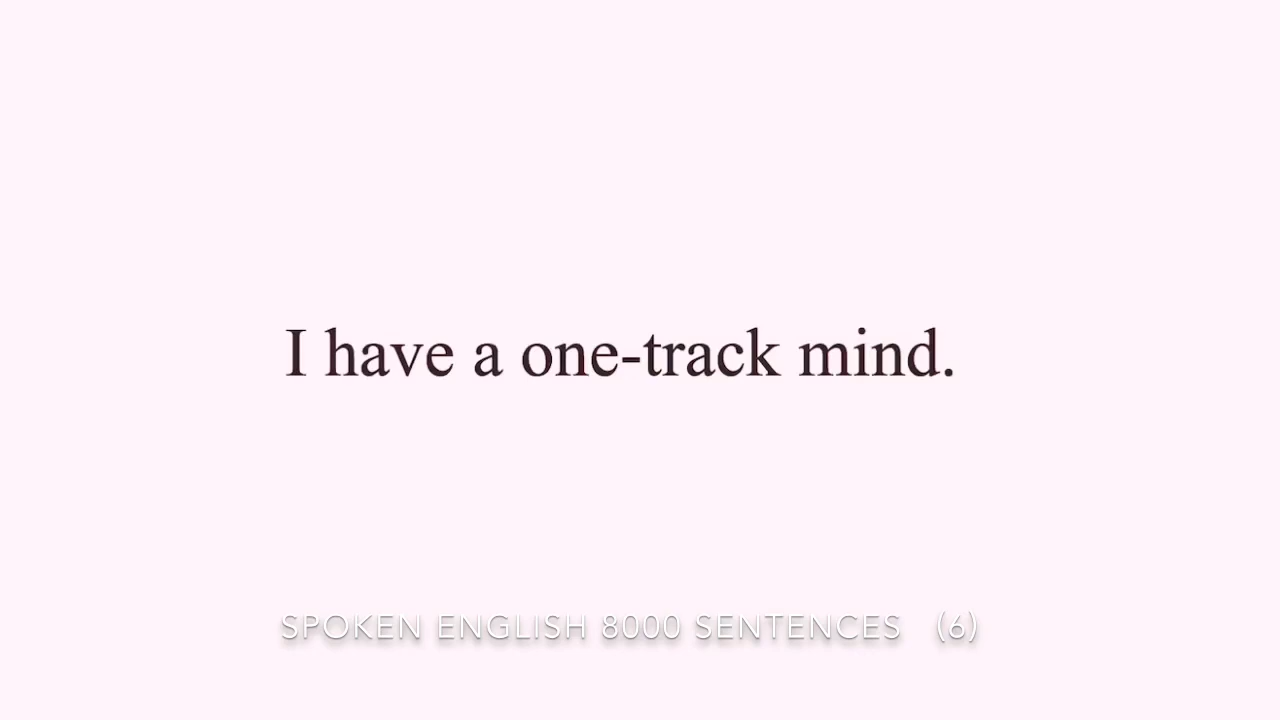 I have a one-track mind.
SPOKEN ENGLISH 8000 SENTENCES (6)